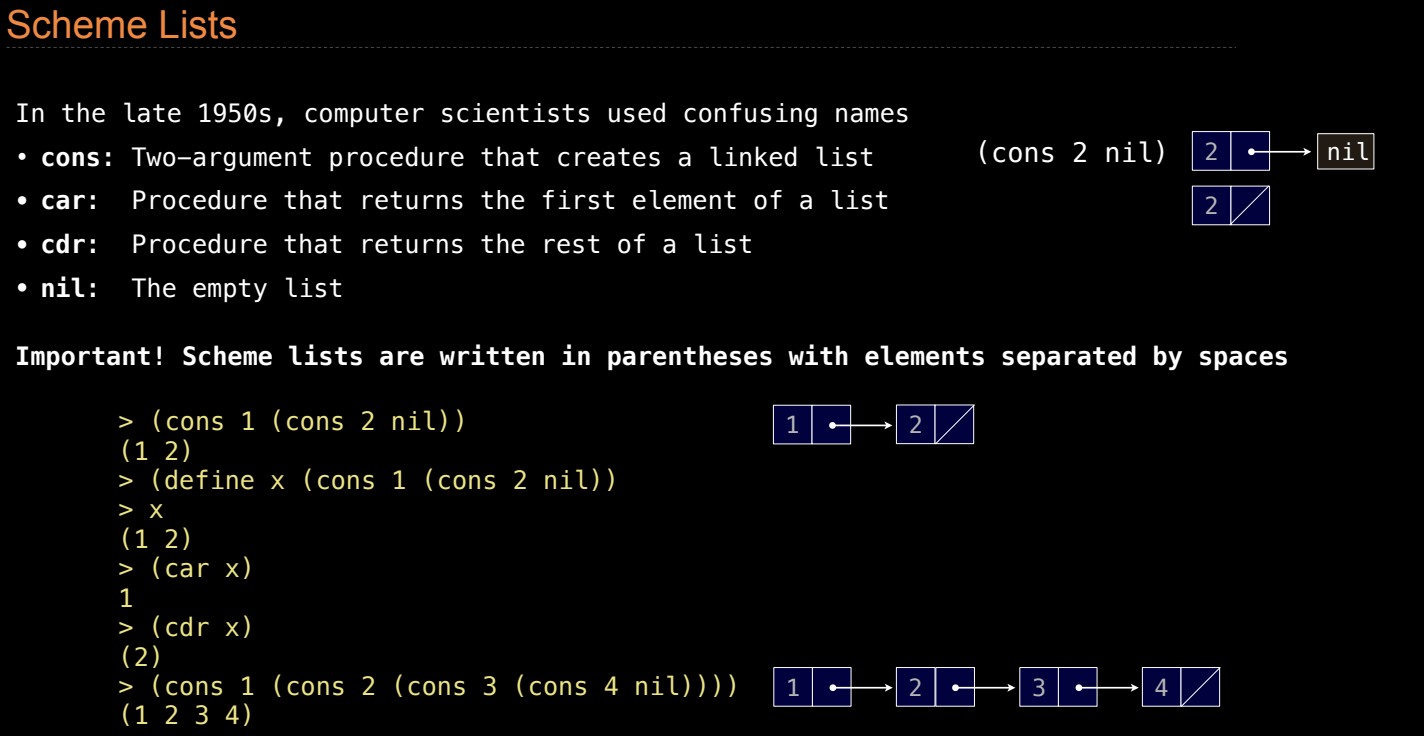 Scheme Lists
In the late 1950s, computer scientists used confusing names
• cons: Two-argument procedure that creates a linked list
(cons 2 nil) 2 nil
• car: Procedure that returns the first element of a list
2
• cdr: Procedure that returns the rest of a list
• nil: The empty list
Important! Scheme lists are written in parentheses with elements separated by spaces
> (cons 1 (cons 2 nil))
1 2
(1 2)
> (define x (cons 1 (cons 2 nil))
> x
(1 2)
> (car x)
1
> (cdr x)
(2)
> (cons 1 (cons 2 (cons 3 (cons 4 nil))))
1 2 3 4
(1 2 3 4)